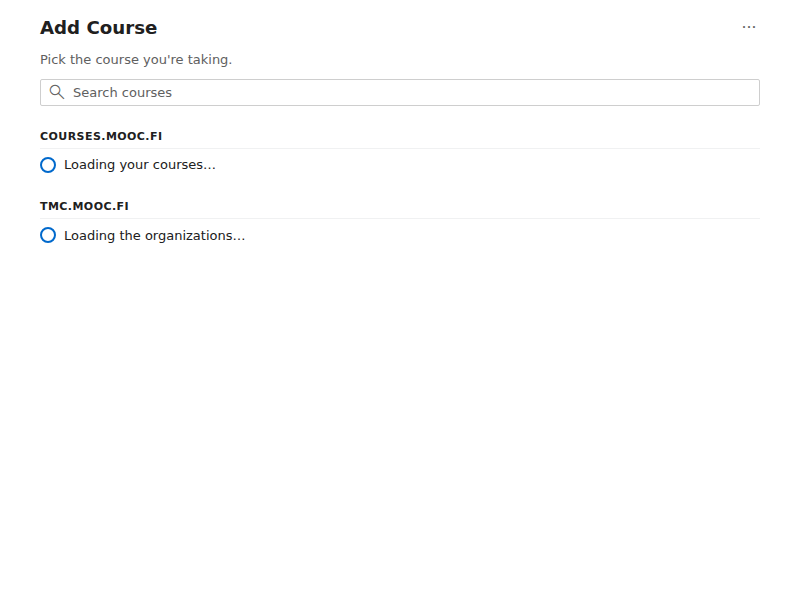 Add Course
Pick the course you're taking.
Search courses
COURSES.MOOC.FI
Loading your courses...
TMC.MOOC.FI
Loading the organizations...